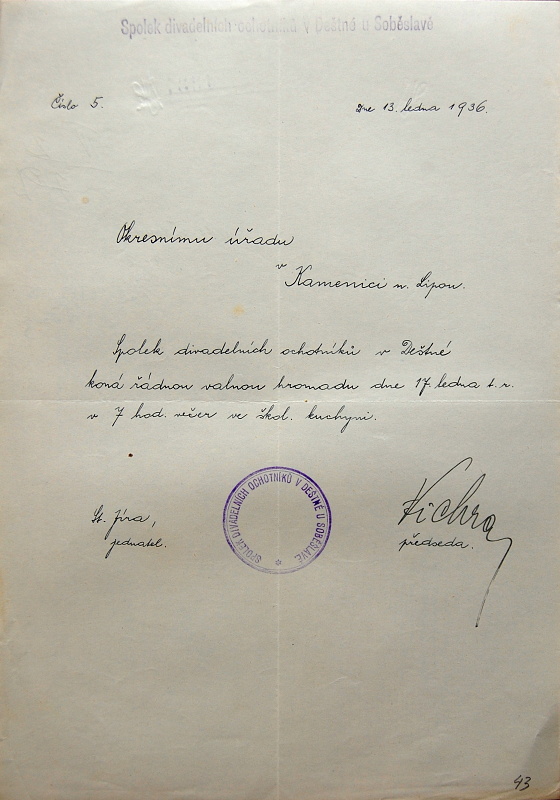 Spolek divadelních ochotníků v Deštné u Soběslavě
Číslo 5.
Dne 13. ledna 1936.
Okresnímu úřadu
v
Kamenici n. Lipou.
Spolek divadelních ochotníků v Deštné
koná řádnou valnou hromadu dne 17. ledna t. r.
v 7 hod. večer ve škol. kuchyni.
St. Jíra,
jednatel.
SPOLEK DIVADELNÍCH OCHOTNÍKŮ V DEŠTNÉ U SOBĚSLAVĚ.
Vichra
předseda.
43